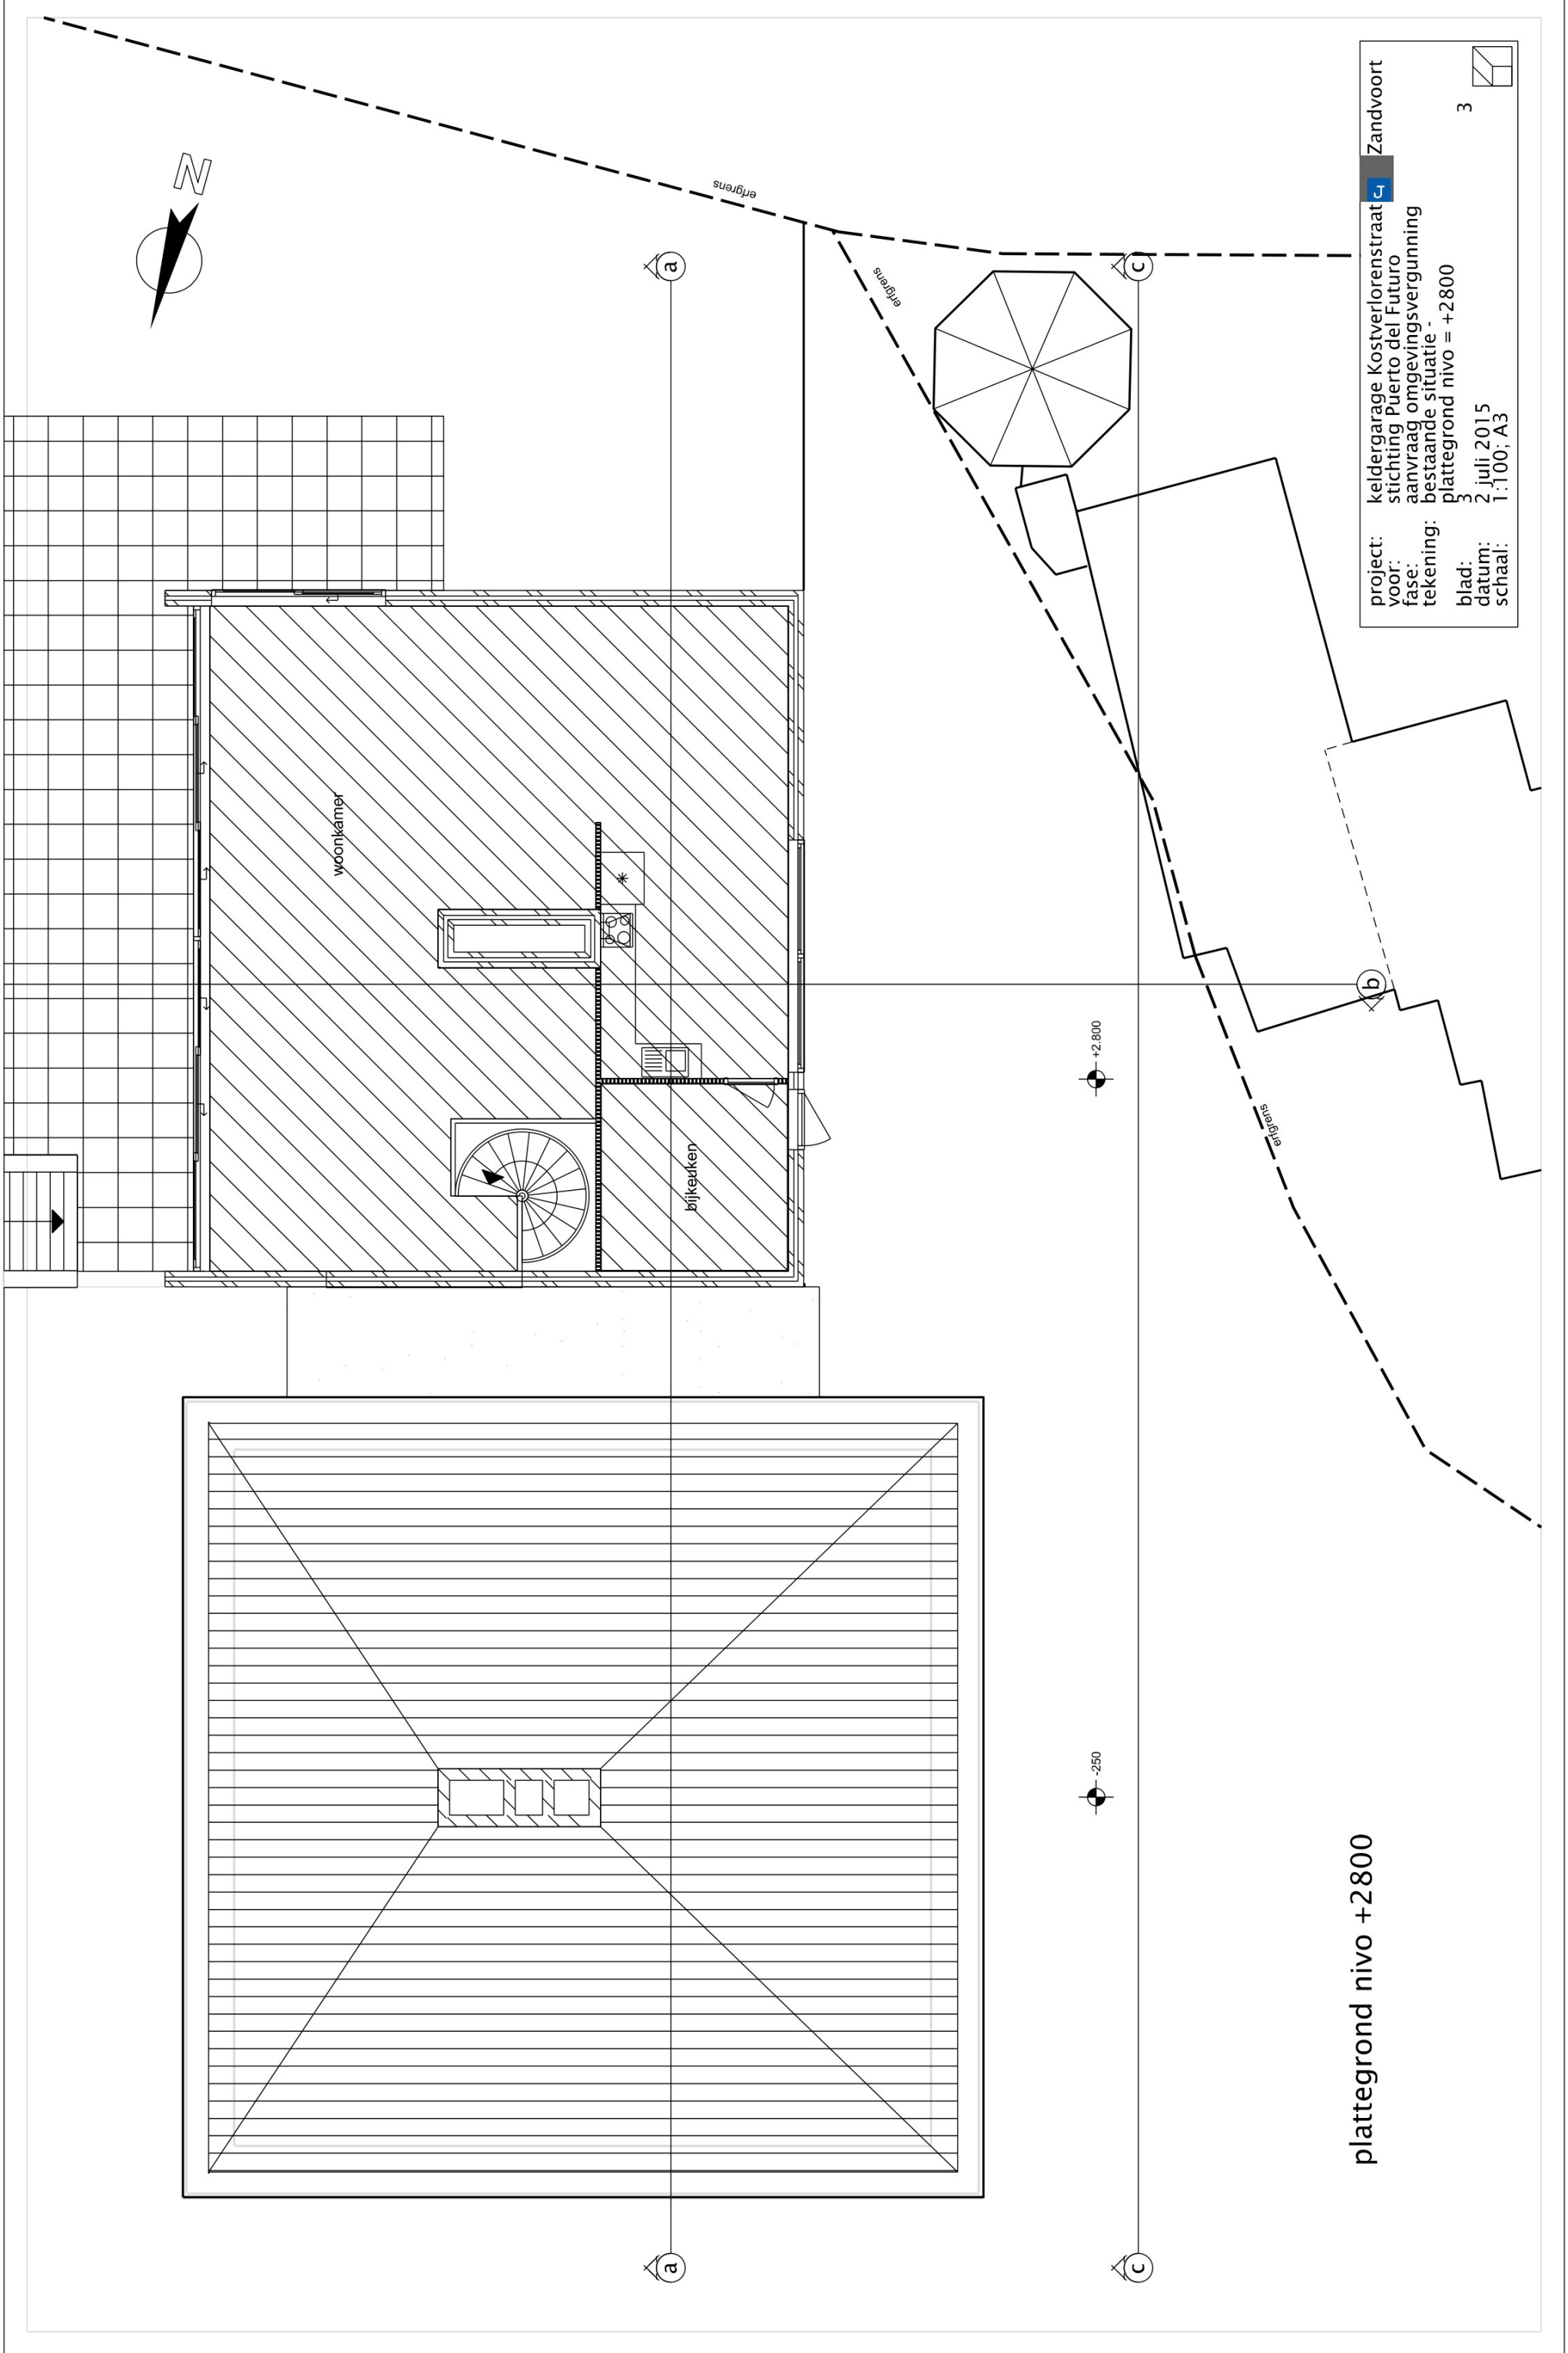 plattegrond nivo +2800
-250
+2.800
a
a
c
c
b
woonkamer
bijkeuken
erfgrens
erfgrens
erfgrens
N
project: keldergarage Kostverlorenstraat Zandvoort
voor: stichting Puerto del Futuro
fase: aanvraag omgevingsvergunning
tekening: bestaande situatie -
plattegrond nivo = +2800
blad: 3 3
datum: 2 juli 2015
schaal: 1:100; A3